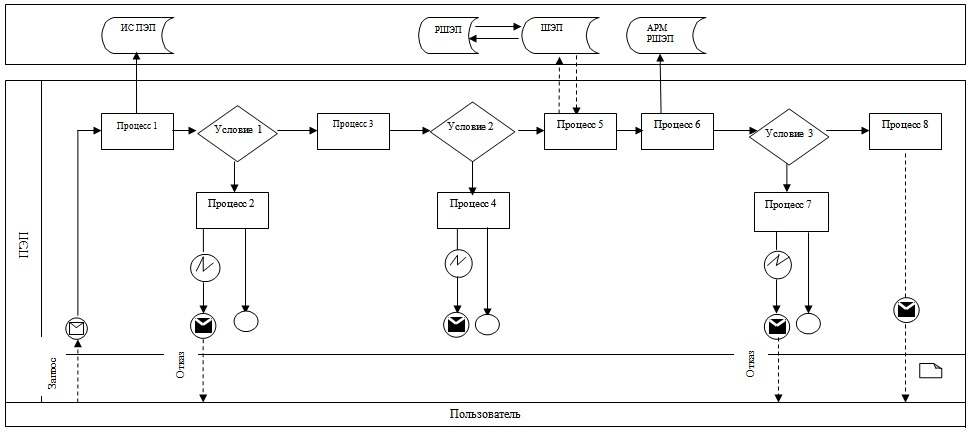 ИС ПЭП
РШЭП
ШЭП
АРМ
РШЭП
Процесс 1
Условие 1
Процесс 3
Условие 2
Процесс 5
Процесс 6
Условие 3
Процесс 8
Процесс 2
Процесс 4
Процесс 7
ЦСП
Запрос
Отказ
Отказ
Пользователь